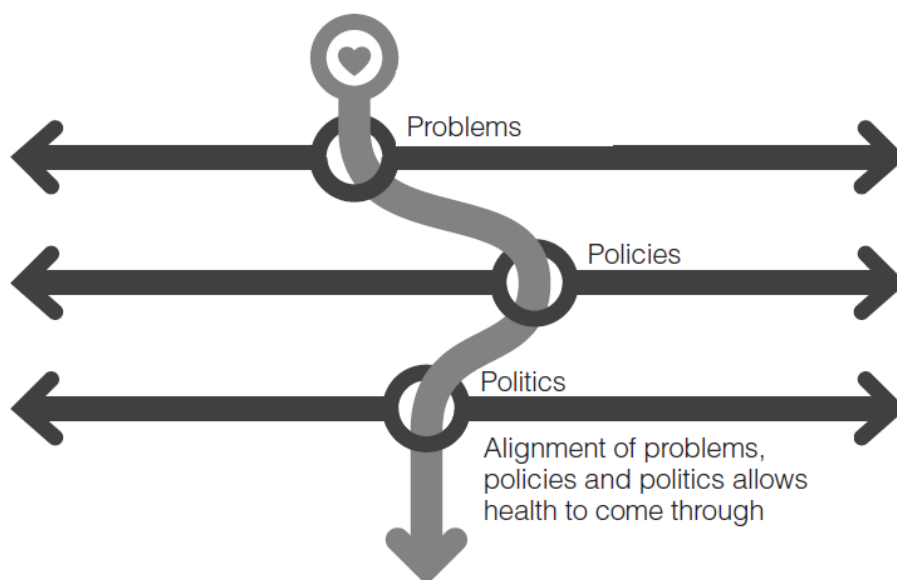 Problems
Policies
Politics
Alignment of problems,
policies and politics allows
health to come through